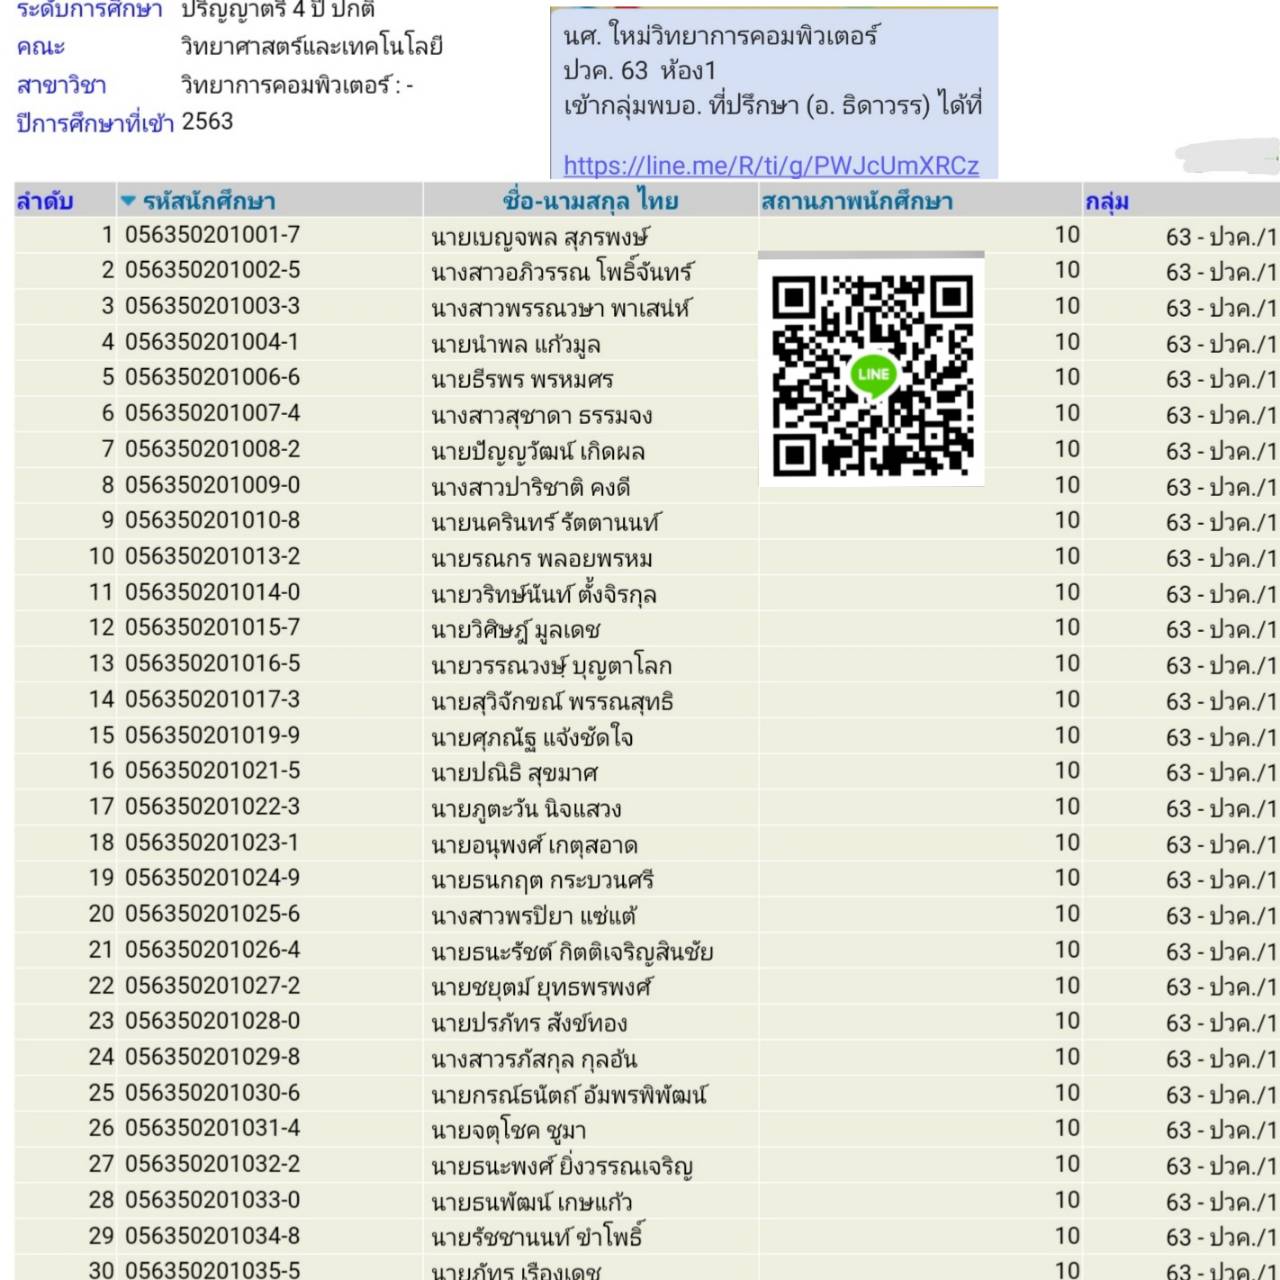 ระดับการศึกษา ปริญญาตรี 4 ปี ปกติ
คณะ วิทยาศาสตร์และเทคโนโลยี
สาขาวิชา วิทยาการคอมพิวเตอร์ : -
ปีการศึกษาที่เข้า 2563
นศ. ใหม่วิทยาการคอมพิวเตอร์
ปวค. 63 ห้อง1
เข้ากลุ่มพบอ. ที่ปรึกษา (อ. ธิดาวรร) ได้ที่
https://line.me/R/ti/g/PWJcUmXRCz
ลำดับ รหัสนักศึกษา ชื่อ-นามสกุล ไทย สถานภาพนักศึกษา กลุ่ม
1 056350201001-7 นายเบญจพล สุภรพงษ์ 10 63 - ปวค./1
2 056350201002-5 นางสาวอภิวรรณ โพธิ์จันทร์ 10 63 - ปวค./1
3 056350201003-3 นางสาวพรรณวษา พาเสน่ห์ 10 63 - ปวค./1
4 056350201004-1 นายนำพล แก้วมูล 10 63 - ปวค./1
5 056350201006-6 นายธีรพร พรหมศร 10 63 - ปวค./1
6 056350201007-4 นางสาวสุชาดา ธรรมจง 10 63 - ปวค./1
7 056350201008-2 นายปัญญวัฒน์ เกิดผล 10 63 - ปวค./1
8 056350201009-0 นางสาวปาริชาติ คงดี 10 63 - ปวค./1
9 056350201010-8 นายนครินทร์ รัตตานนท์ 10 63 - ปวค./1
10 056350201013-2 นายรณกร พลอยพรหม 10 63 - ปวค./1
11 056350201014-0 นายวริทษ์นันท์ ตั้งจิรกุล 10 63 - ปวค./1
12 056350201015-7 นายวิศิษฎ์ มูลเดช 10 63 - ปวค./1
13 056350201016-5 นายวรรณวงษ์ บุญตาโลก 10 63 - ปวค./1
14 056350201017-3 นายสุวิจักขณ์ พรรณสุทธิ 10 63 - ปวค./1
15 056350201019-9 นายศุภณัฐ แจ้งชัดใจ 10 63 - ปวค./1
16 056350201021-5 นายปณิธิ สุขมาศ 10 63 - ปวค./1
17 056350201022-3 นายภูตะวัน นิจแสวง 10 63 - ปวค./1
18 056350201023-1 นายอนุพงศ์ เกตุสอาด 10 63 - ปวค./1
19 056350201024-9 นายธนกฤต กระบวนศรี 10 63 - ปวค./1
20 056350201025-6 นางสาวพรปิยา แซ่แต้ 10 63 - ปวค./1
21 056350201026-4 นายธนะรัชต์ กิตติเจริญสินชัย 10 63 - ปวค./1
22 056350201027-2 นายชยุตม์ ยุทธพรพงศ์ 10 63 - ปวค./1
23 056350201028-0 นายปรภัทร สังข์ทอง 10 63 - ปวค./1
24 056350201029-8 นางสาวรภัสกุล กุลอัน 10 63 - ปวค./1
25 056350201030-6 นายกรณ์ธนัตถ์ อัมพรพิพัฒน์ 10 63 - ปวค./1
26 056350201031-4 นายจตุโชค ชูมา 10 63 - ปวค./1
27 056350201032-2 นายธนะพงศ์ ยิ่งวรรณเจริญ 10 63 - ปวค./1
28 056350201033-0 นายธนพัฒน์ เกษแก้ว 10 63 - ปวค./1
29 056350201034-8 นายรัชชานนท์ ขำโพธิ์ 10 63 - ปวค./1
30 056350201035-5 นายภัทร เรืองเดช 10 63 - ปวค./1
LINE